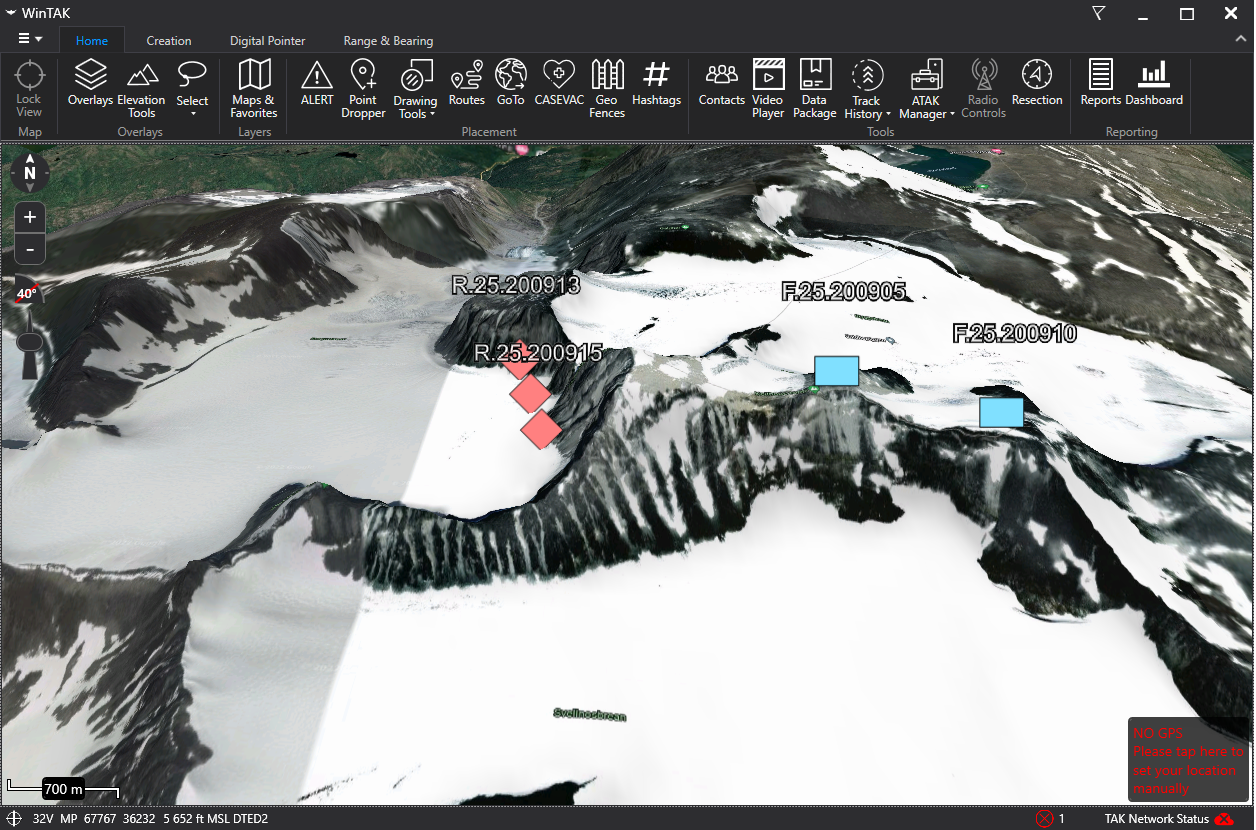 WinTAK
Home Creation Digital Pointer Range & Bearing
Lock View
Overlays
Elevation Tools
Select
Maps & Favorites
ALERT
Point Dropper
Drawing Tools
Routes
GoTo
CASEVAC
Geo Fences
Hashtags
Contacts
Video Player
Data Package
Track History
ATAK Manager
Radio Controls
Resection
Reports
Dashboard
Map Overlays Layers Placement Tools Reporting
N
+
-
40°
R.25.200913
F.25.200905
F.25.200910
R.25.200915
Svellnosbrean
NO GPS
Please tap here to
set your location
manually
700 m
32V MP 67767 36232 5 652 ft MSL DTED2
1
TAK Network Status